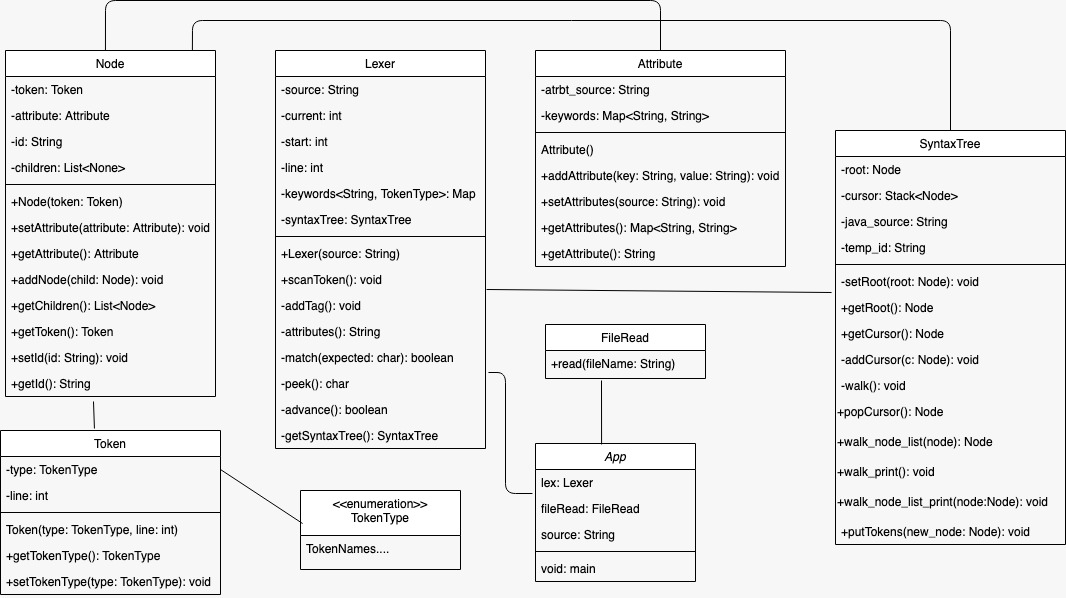 Node
-token: Token
-attribute: Attribute
-id: String
-children: List<None>
+Node(token: Token)
+setAttribute(attribute: Attribute): void
+getAttribute(): Attribute
+addNode(child: Node): void
+getChildren(): List<Node>
+getToken(): Token
+setId(id: String): void
+getId(): String
Lexer
-source: String
-current: int
-start: int
-line: int
-keywords<String, TokenType>: Map
-syntaxTree: SyntaxTree
+Lexer(source: String)
+scanToken(): void
-addTag(): void
-attributes(): String
-match(expected: char): boolean
-peek(): char
-advance(): boolean
-getSyntaxTree(): SyntaxTree
Attribute
-atrbt_source: String
-keywords: Map<String, String>
Attribute()
+addAttribute(key: String, value: String): void
+setAttributes(source: String): void
+getAttributes(): Map<String, String>
+getAttribute(): String
SyntaxTree
-root: Node
-cursor: Stack<Node>
-java_source: String
-temp_id: String
-setRoot(root: Node): void
+getRoot(): Node
+getCursor(): Node
-addCursor(c: Node): void
-walk(): void
+popCursor(): Node
+walk_node_list(node): Node
+walk_print(): void
+walk_node_list_print(node:Node): void
+putTokens(new_node: Node): void
FileRead
+read(fileName: String)
Token
-type: TokenType
-line: int
Token(type: TokenType, line: int)
+getTokenType(): TokenType
+setTokenType(type: TokenType): void
<<enumeration>>
TokenType
TokenNames....
App
lex: Lexer
fileRead: FileRead
source: String
void: main